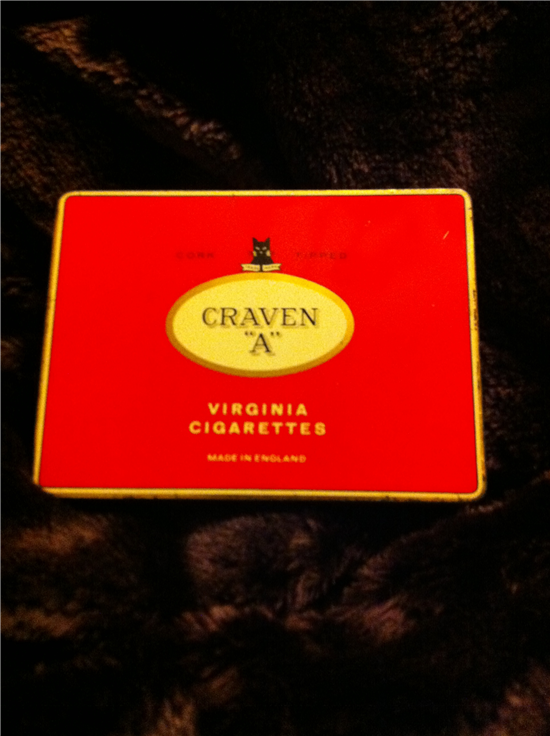 CORK TIPPED
CRAVEN
"A"
VIRGINIA
CIGARETTES
MADE IN ENGLAND